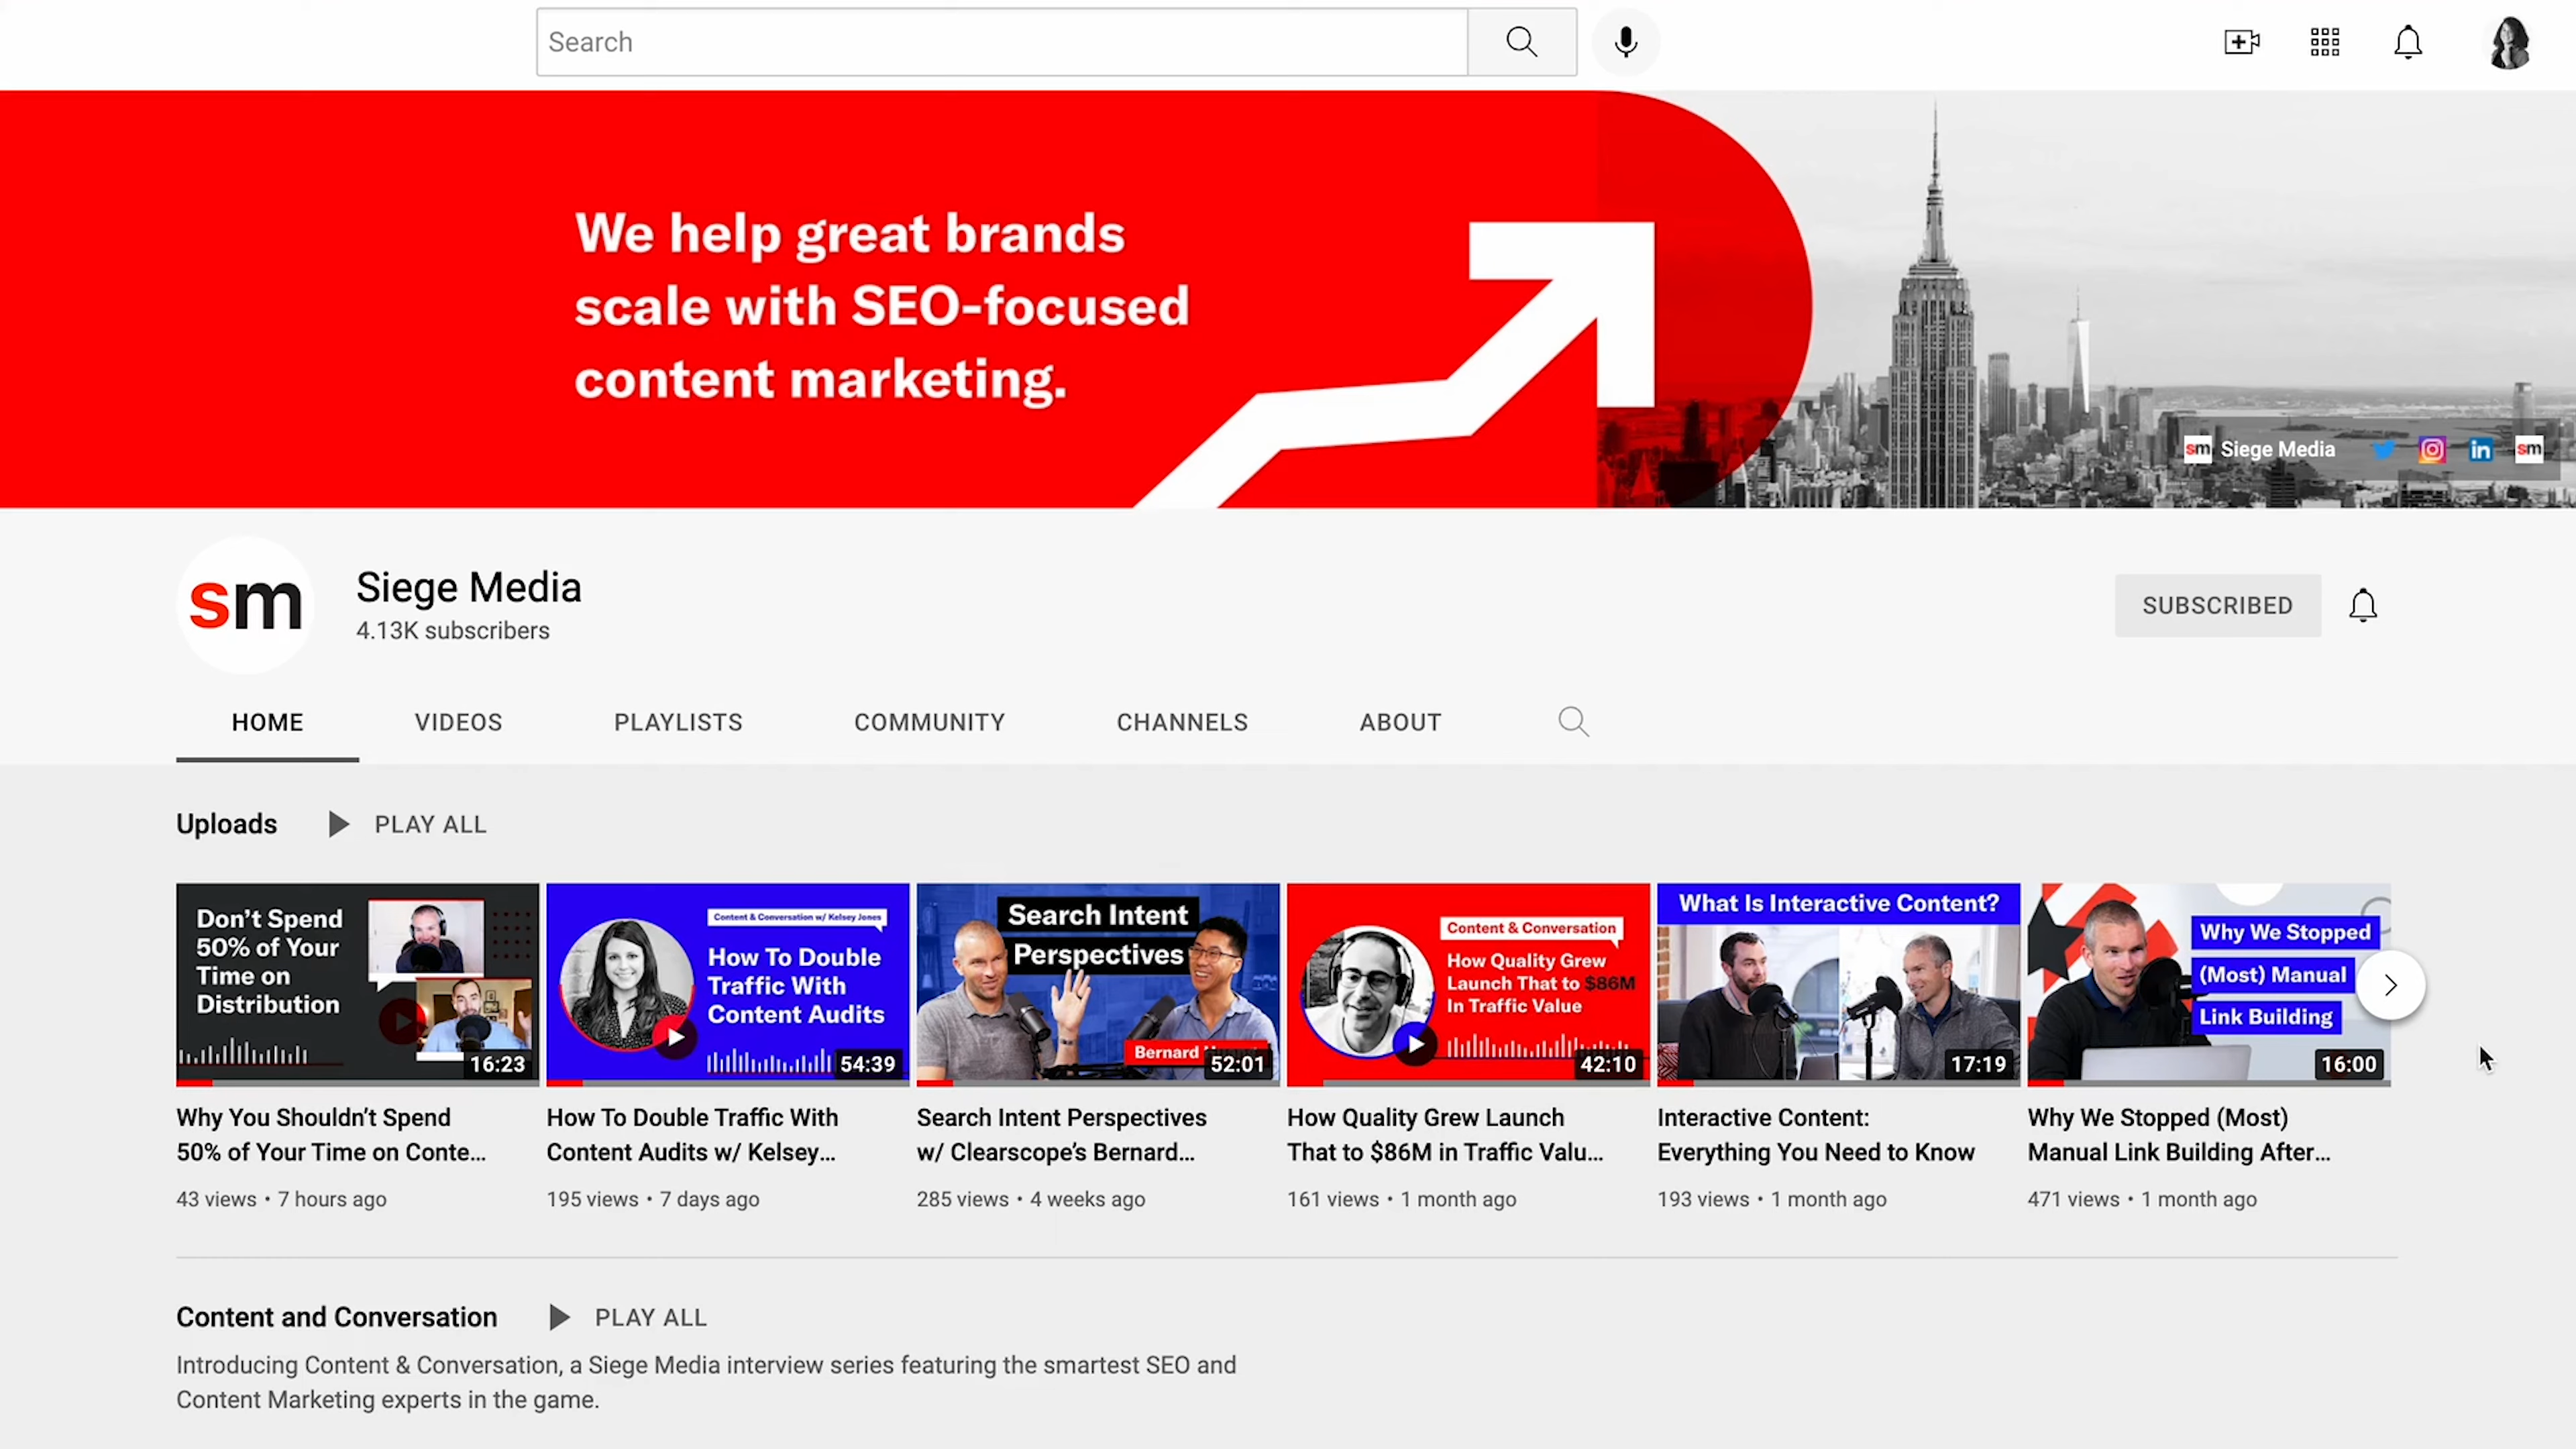 Search
We help great brands
scale with SEO-focused
content marketing.
sm Siege Media in sm
sm
Siege Media
4.13K subscribers
SUBSCRIBED
HOME VIDEOS PLAYLISTS COMMUNITY CHANNELS ABOUT
Uploads PLAY ALL
Don’t Spend
50% of Your
Time on
Distribution
16:23
Content & Conversation w/ Kelsey Jones
How To Double
Traffic With
Content Audits
54:39
Search Intent
Perspectives
Bernard
52:01
Content & Conversation
How Quality Grew
Launch That to $86M
In Traffic Value
42:10
What Is Interactive Content?
17:19
Why We Stopped
(Most) Manual
Link Building
16:00
Why You Shouldn’t Spend
50% of Your Time on Conte...
43 views • 7 hours ago
How To Double Traffic With
Content Audits w/ Kelsey...
195 views • 7 days ago
Search Intent Perspectives
w/ Clearscope’s Bernard...
285 views • 4 weeks ago
How Quality Grew Launch
That to $86M in Traffic Valu...
161 views • 1 month ago
Interactive Content:
Everything You Need to Know
193 views • 1 month ago
Why We Stopped (Most)
Manual Link Building After...
471 views • 1 month ago
Content and Conversation PLAY ALL
Introducing Content & Conversation, a Siege Media interview series featuring the smartest SEO and
Content Marketing experts in the game.